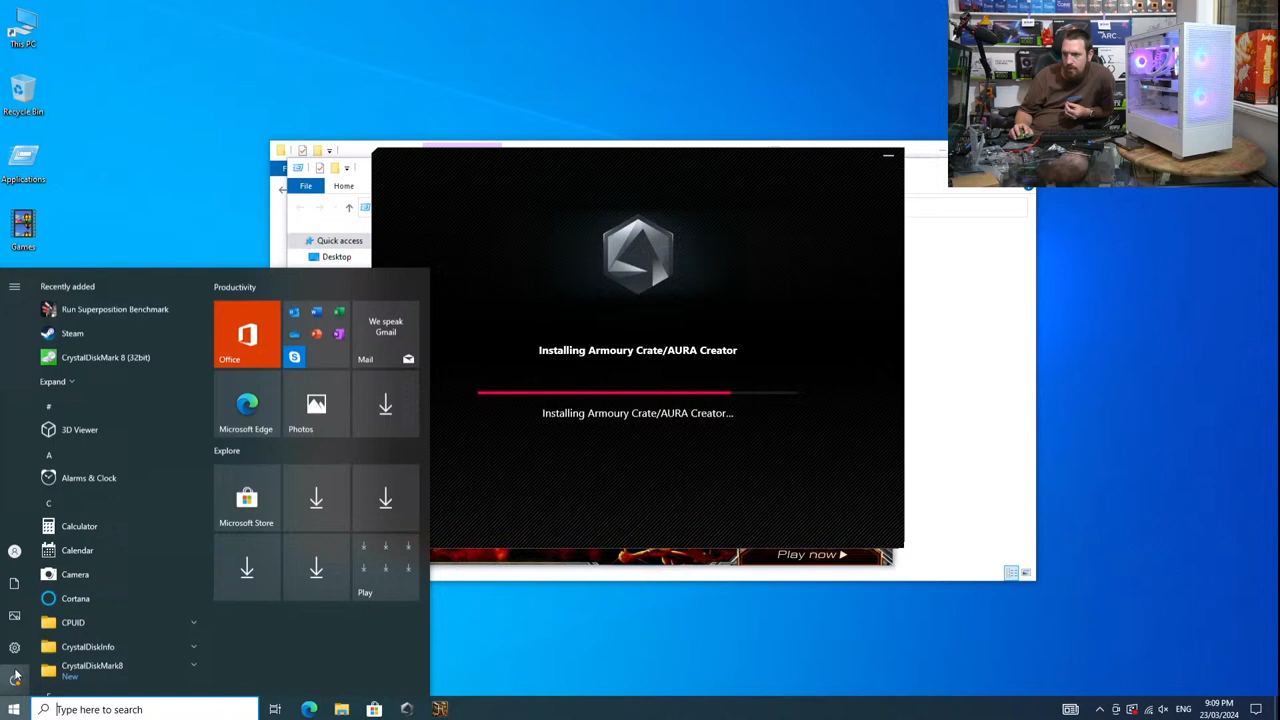 This PC
Recycle Bin
Applications
Games
File
Home
Quick access
Desktop
Installing Armoury Crate/AURA Creator
Installing Armoury Crate/AURA Creator...
Play now
Recently added
Run Superposition Benchmark
Steam
CrystalDiskMark 8 (32bit)
Expand
#
3D Viewer
A
Alarms & Clock
C
Calculator
Calendar
Camera
Cortana
CPUID
CrystalDiskInfo
CrystalDiskMark8
New
Productivity
Office
We speak
Gmail
Mail
Microsoft Edge
Photos
Explore
Microsoft Store
Play
Type here to search
ENG
9:09 PM
23/03/2024
ARC